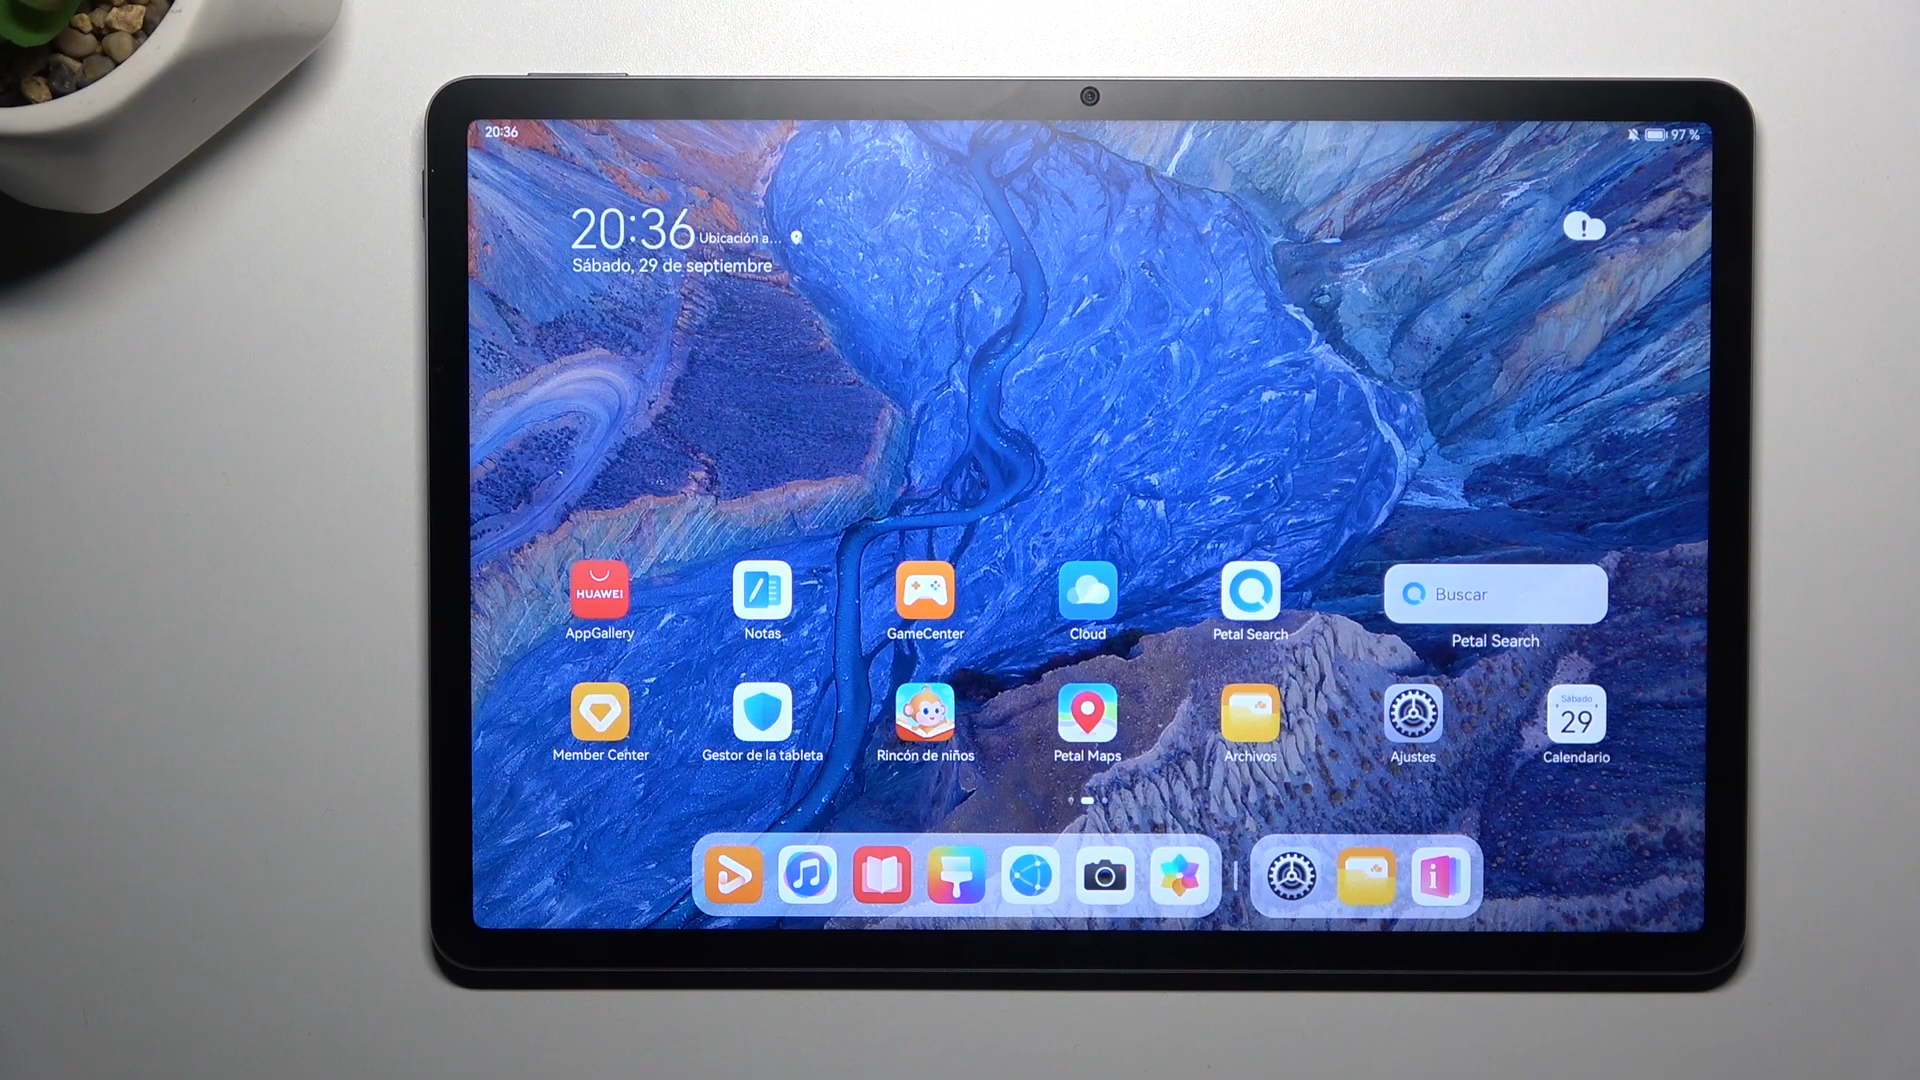 20:36
97 %
20:36 Ubicación a...
Sábado, 29 de septiembre
HUAWEI
Buscar
AppGallery
Notas
GameCenter
Cloud
Petal Search
Petal Search
Sábado
29
Member Center
Gestor de la tableta
Rincón de niños
Petal Maps
Archivos
Ajustes
Calendario